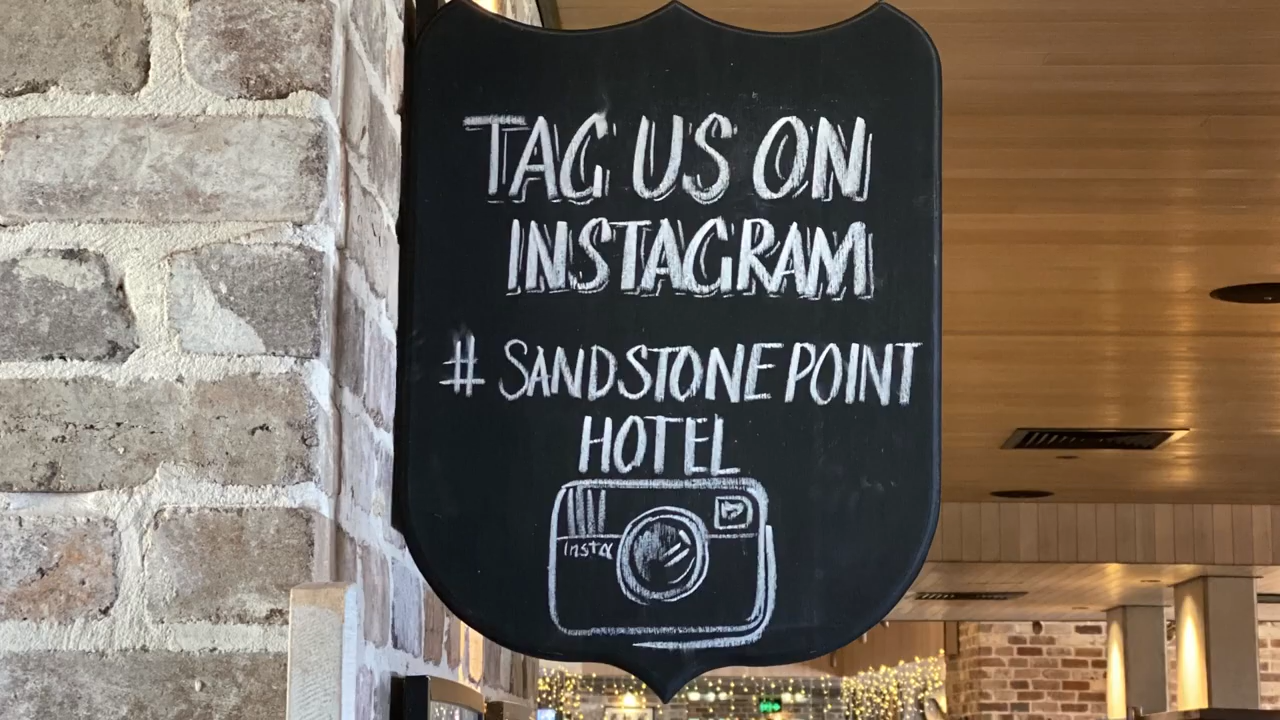 TAG US ON
INSTAGRAM
# SANDSTONE POINT
HOTEL
Insta